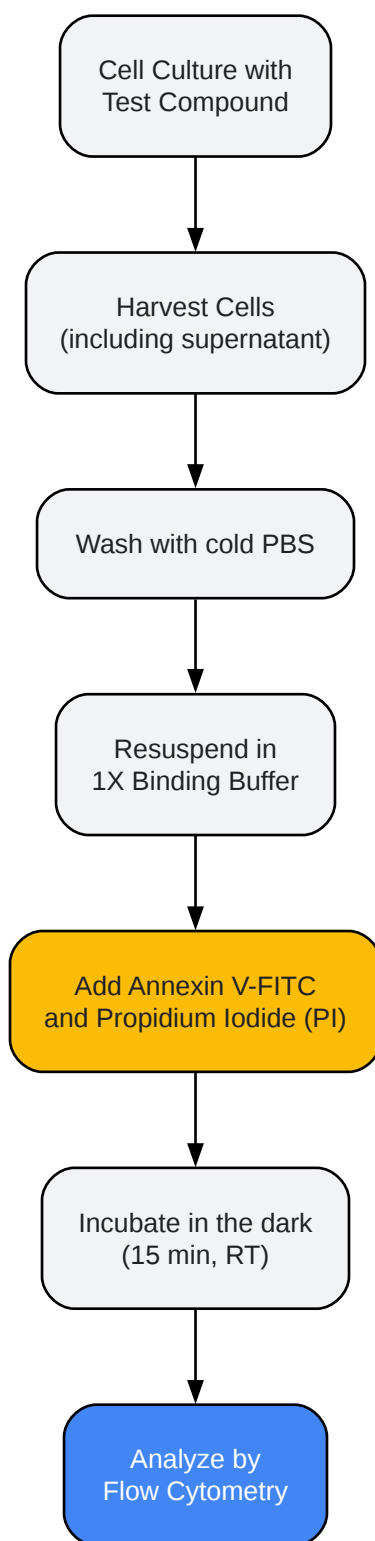 Cell Culture with
Test Compound
Harvest Cells
(including supernatant)
Wash with cold PBS
Resuspend in
1X Binding Buffer
Add Annexin V-FITC
and Propidium Iodide (PI)
Incubate in the dark
(15 min, RT)
Analyze by
Flow Cytometry